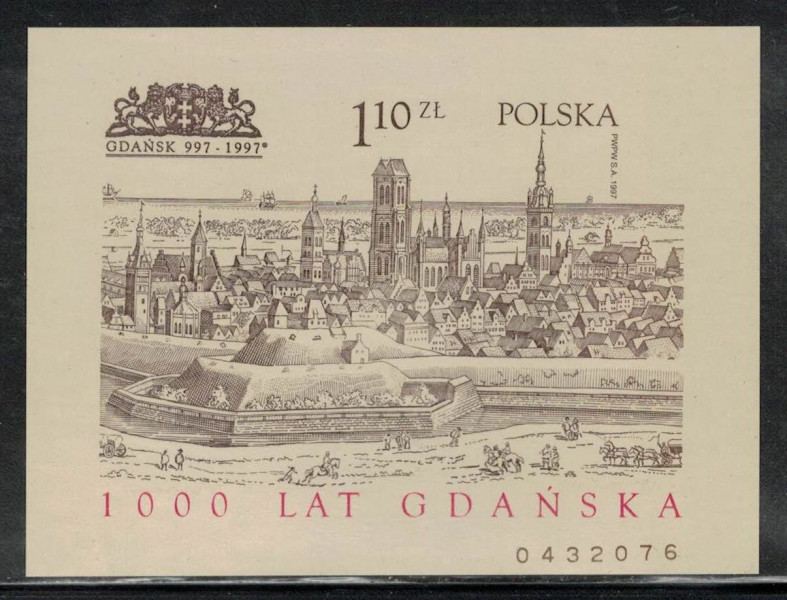 1 10 ZŁ
POLSKA
GDAŃSK 997 - 1997®
PWPW S.A. 1997
1000 LAT GDAŃSKA
0432076